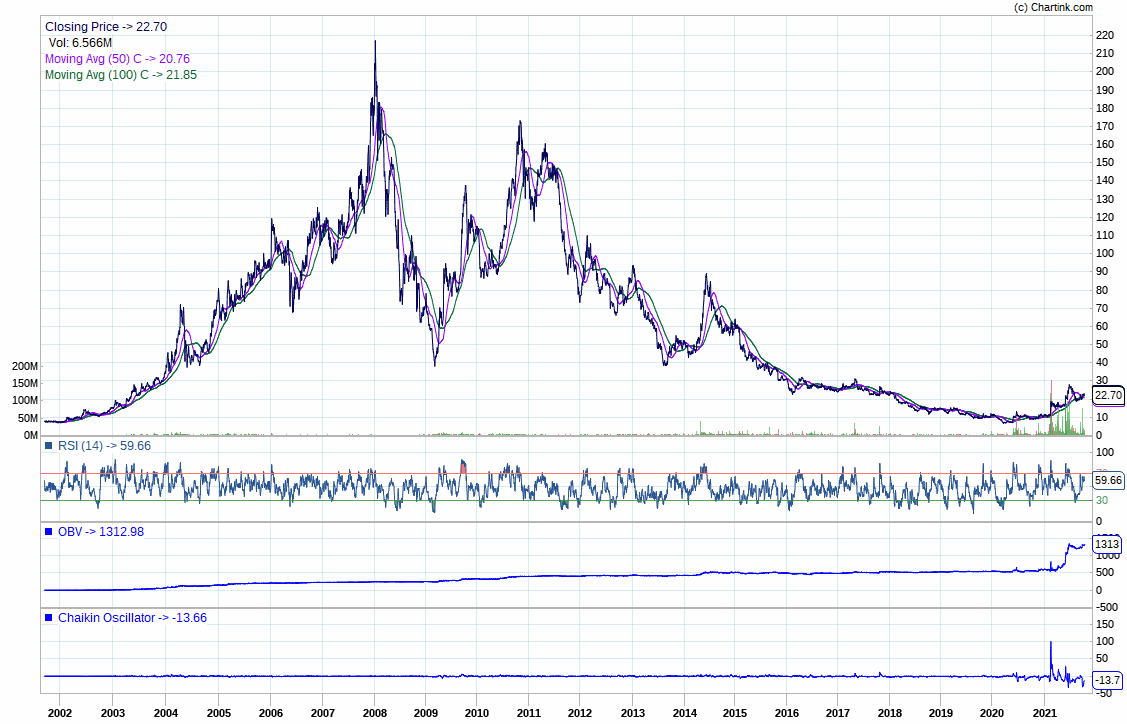 (c) Chartink.com
Closing Price -> 22.70
Vol: 6.566M
Moving Avg (50) C -> 20.76
Moving Avg (100) C -> 21.85
220
210
200
190
180
170
160
150
140
130
120
110
100
90
80
70
60
50
40
30
22.70
10
0
200M
150M
100M
50M
0M
RSI (14) -> 59.66
100
70
59.66
30
0
OBV -> 1312.98
1313
1000
500
0
-500
Chaikin Oscillator -> -13.66
150
100
50
-13.7
-50
2002 2003 2004 2005 2006 2007 2008 2009 2010 2011 2012 2013 2014 2015 2016 2017 2018 2019 2020 2021